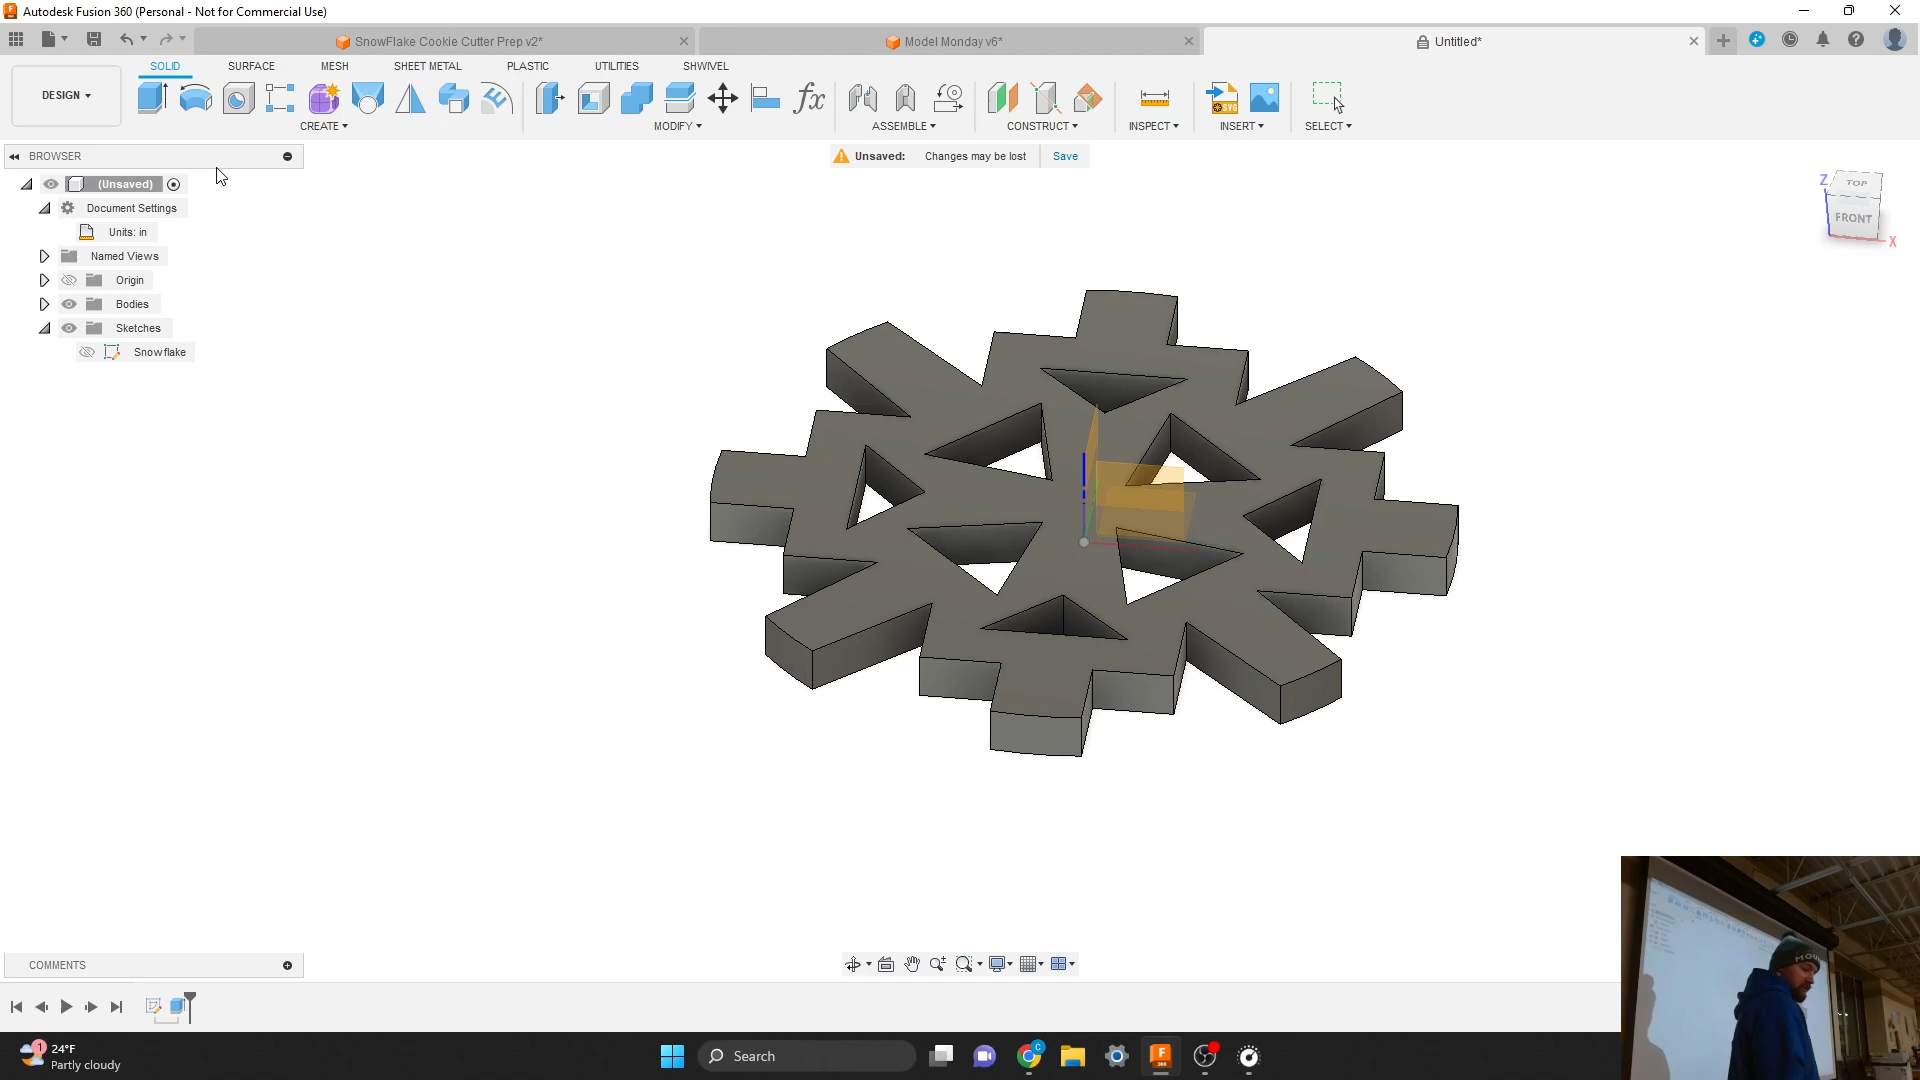 Autodesk Fusion 360 (Personal - Not for Commercial Use)
SnowFlake Cookie Cutter Prep v2*
Model Monday v6*
Untitled*
SOLID SURFACE MESH SHEET METAL PLASTIC UTILITIES SHWIVEL
DESIGN
SVG
CREATE MODIFY ASSEMBLE CONSTRUCT INSPECT INSERT SELECT
BROWSER
Unsaved: Changes may be lost Save
(Unsaved)
Document Settings
Units: in
Named Views
Origin
Bodies
Sketches
Snowflake
Z
TOP
FRONT
X
COMMENTS
1
24°F
Partly cloudy
Search
C
F
360